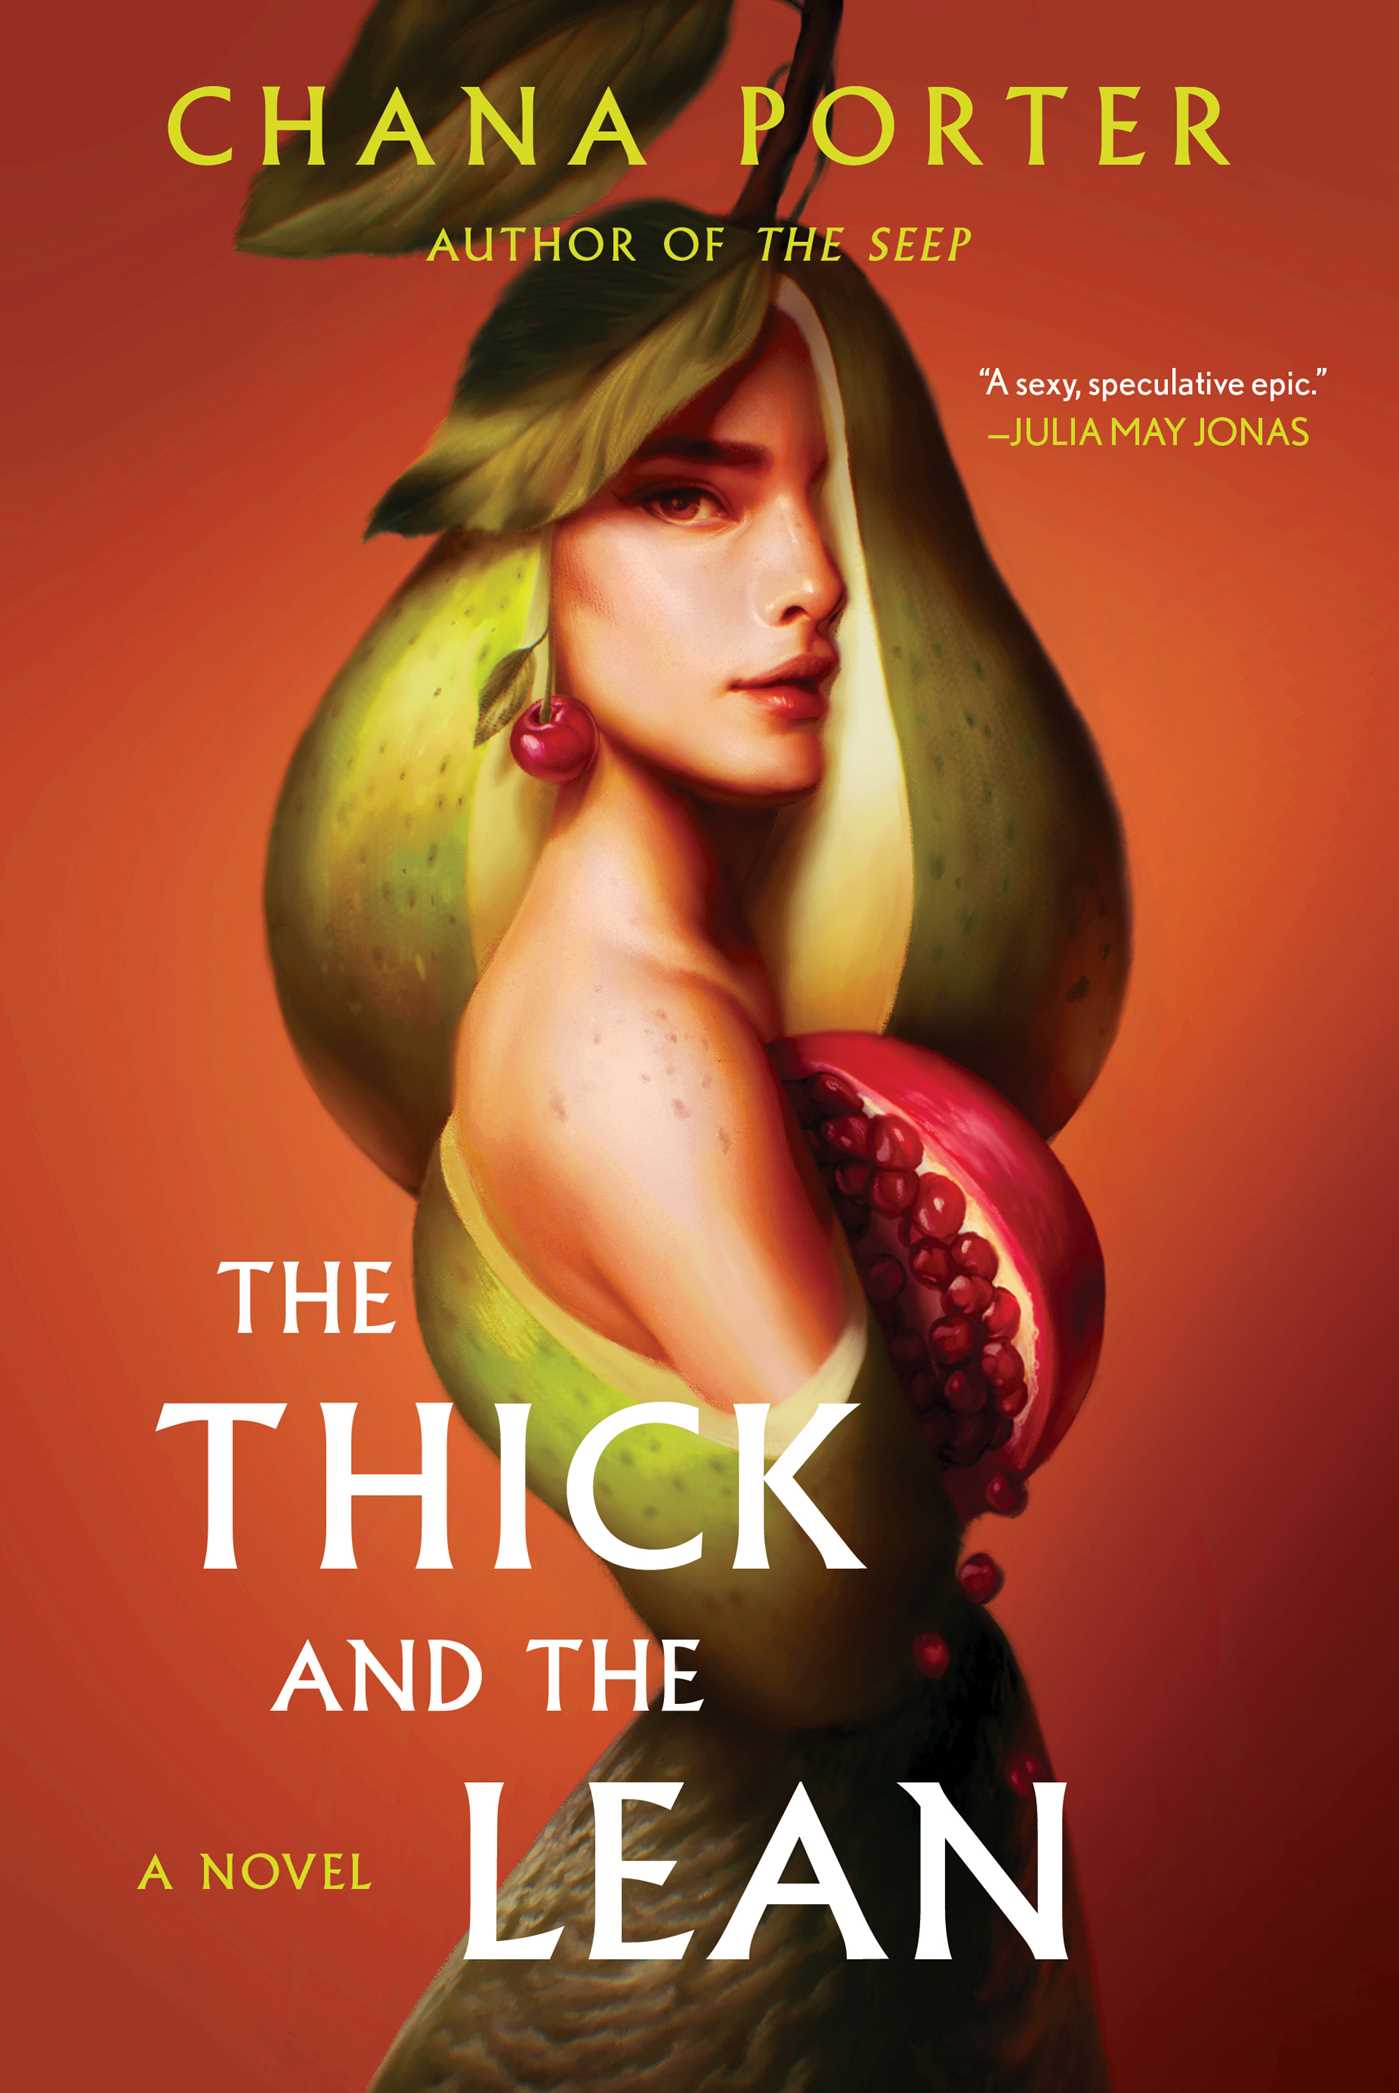 CHANA PORTER
AUTHOR OF THE SEEP
“A sexy, speculative epic.”
—JULIA MAY JONAS
THE
THICK
AND THE
LEAN
A NOVEL